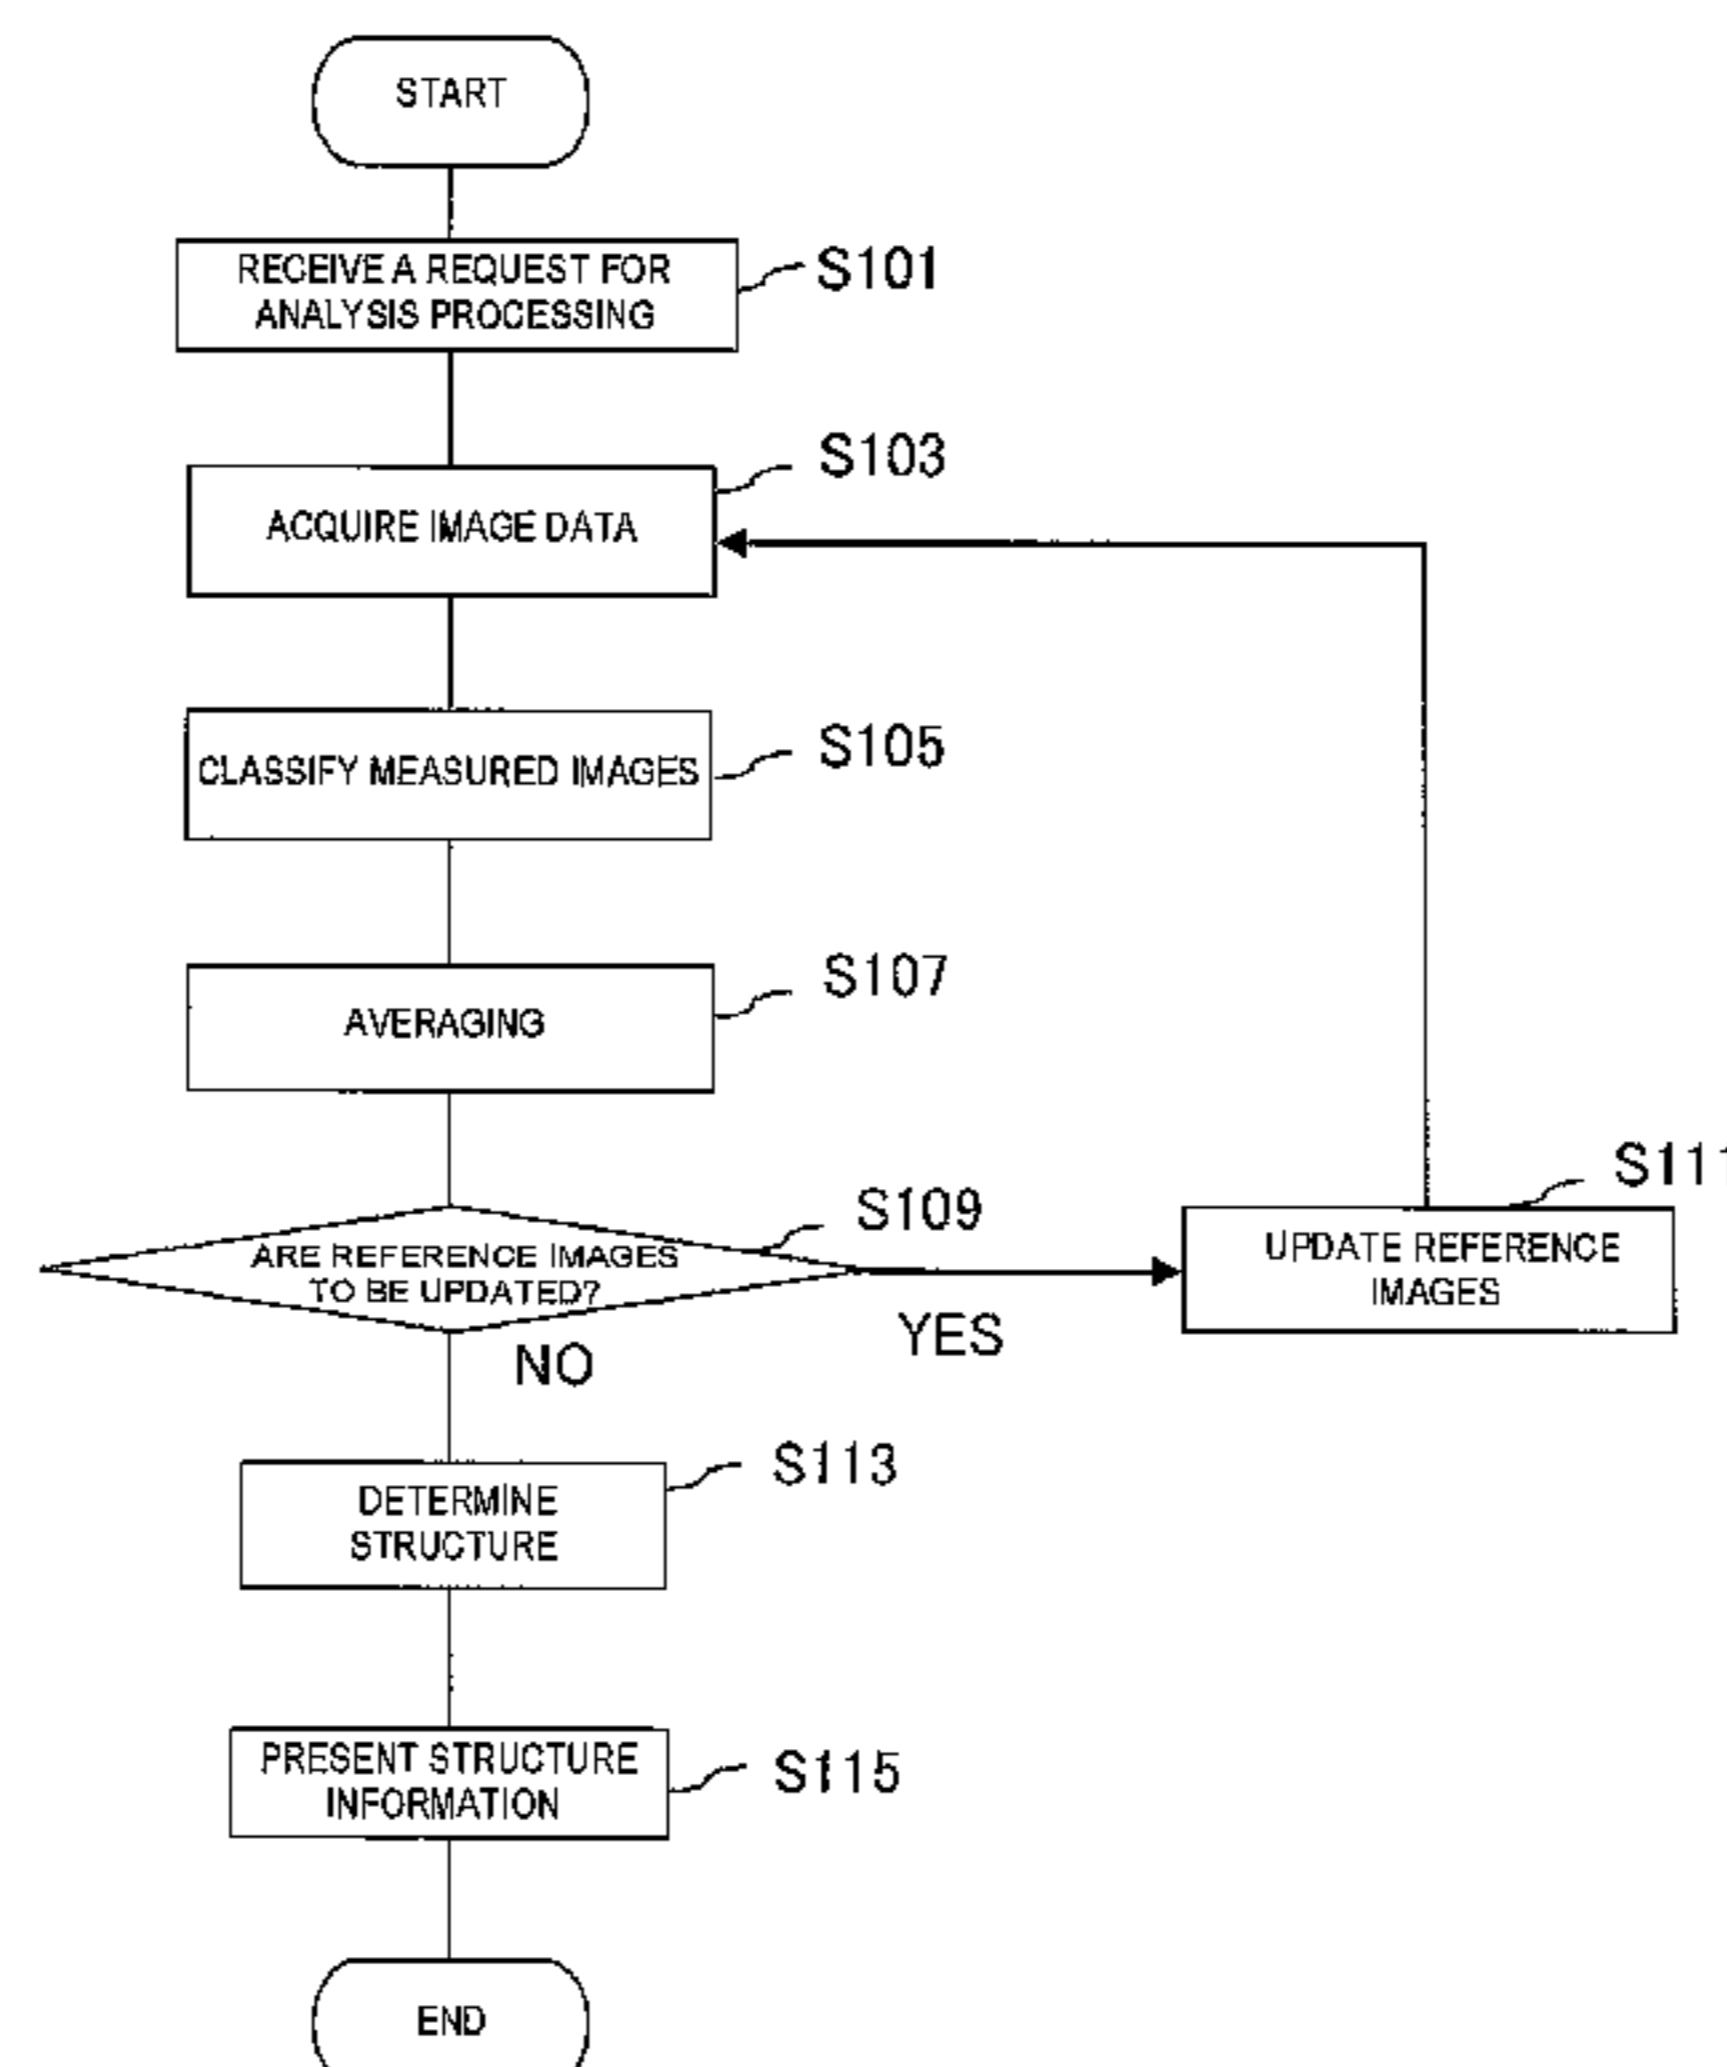 START
RECEIVE A REQUEST FOR
ANALYSIS PROCESSING
S101
S103
ACQUIRE IMAGE DATA
CLASSIFY MEASURED IMAGES
S105
AVERAGING
S107
ARE REFERENCE IMAGES
TO BE UPDATED?
S109
YES
NO
S111
UPDATE REFERENCE
IMAGES
DETERMINE
STRUCTURE
S113
PRESENT STRUCTURE
INFORMATION
S115
END